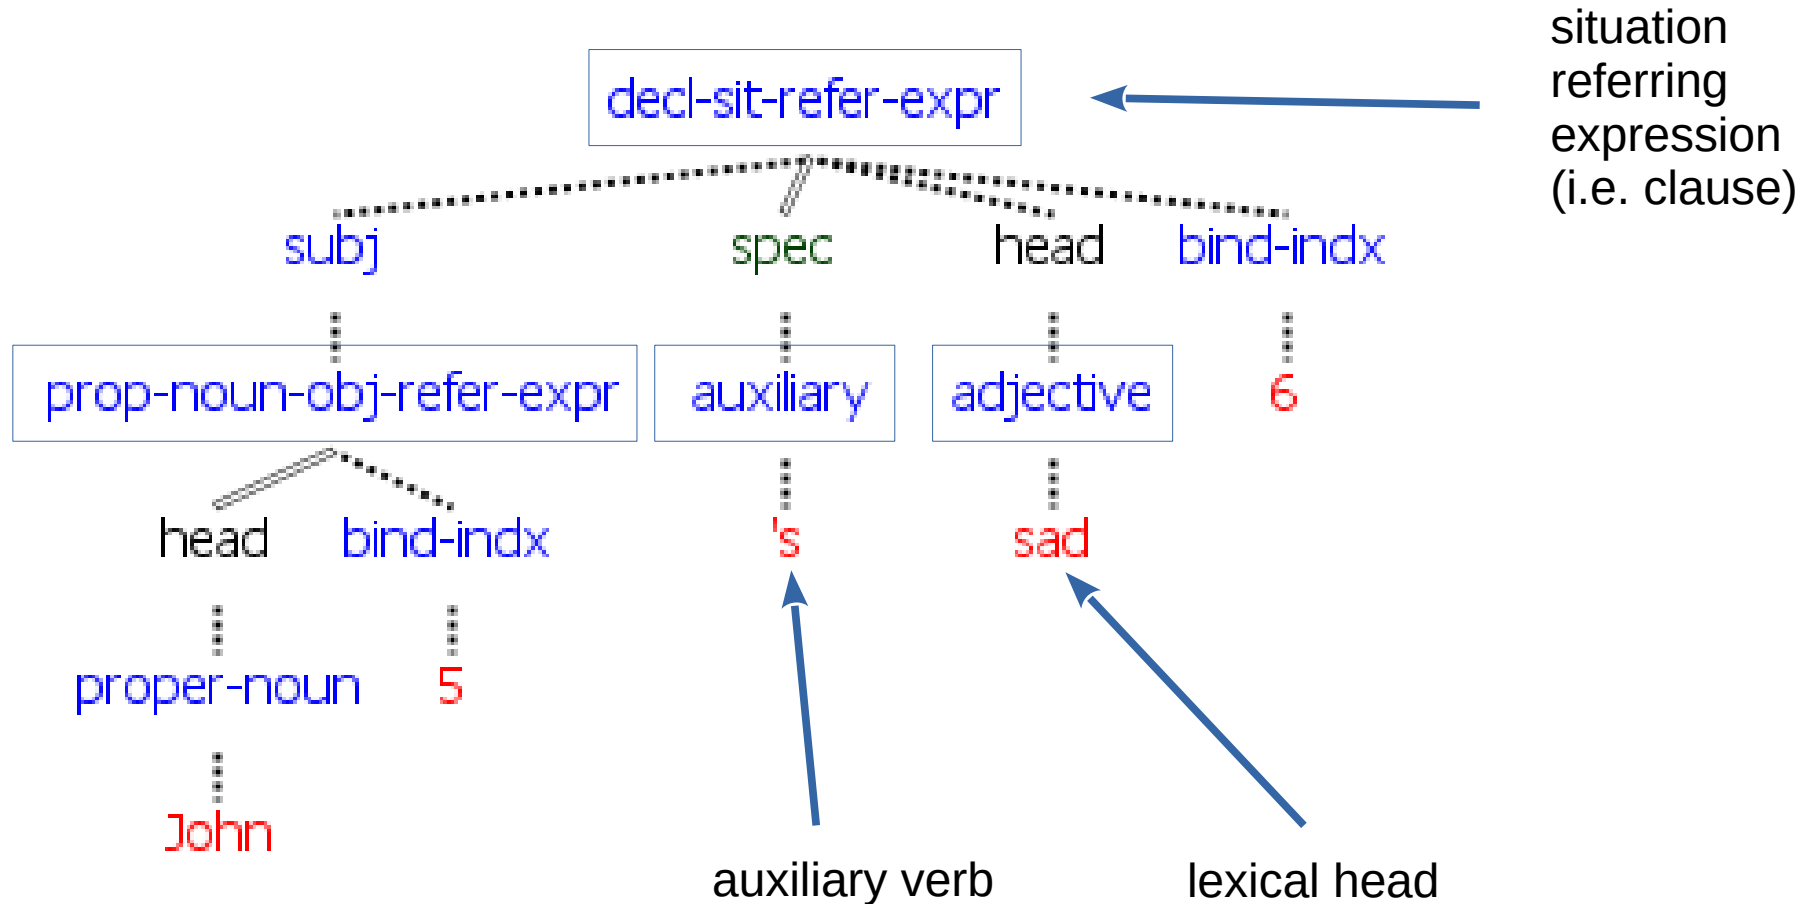 situation
referring
expression
(i.e. clause)
decl-sit-refer-expr
subj spec head bind-indx
prop-noun-obj-refer-expr auxiliary adjective 6
head bind-indx 's sad
proper-noun 5
John
auxiliary verb lexical head